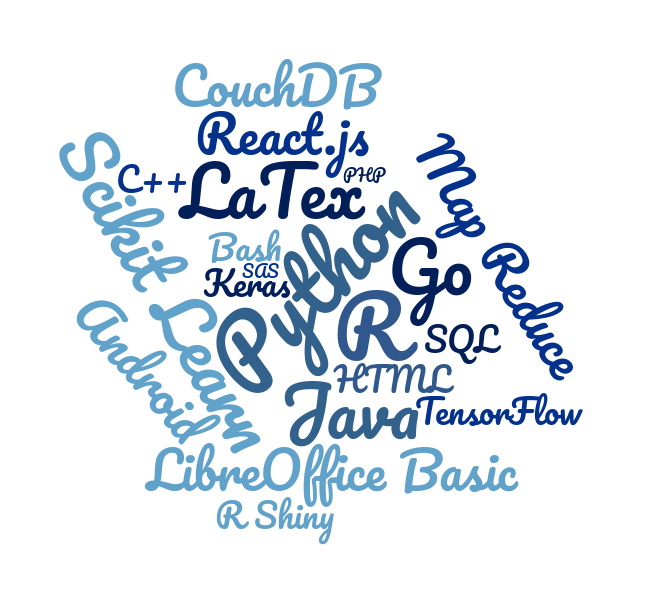 CouchDB
React.js
Scikit Learn
C++
LaTex
PHP
Map Reduce
Bash
SAS
Keras
Python
Go
R
SQL
Android
HTML
Java
TensorFlow
LibreOffice Basic
R Shiny